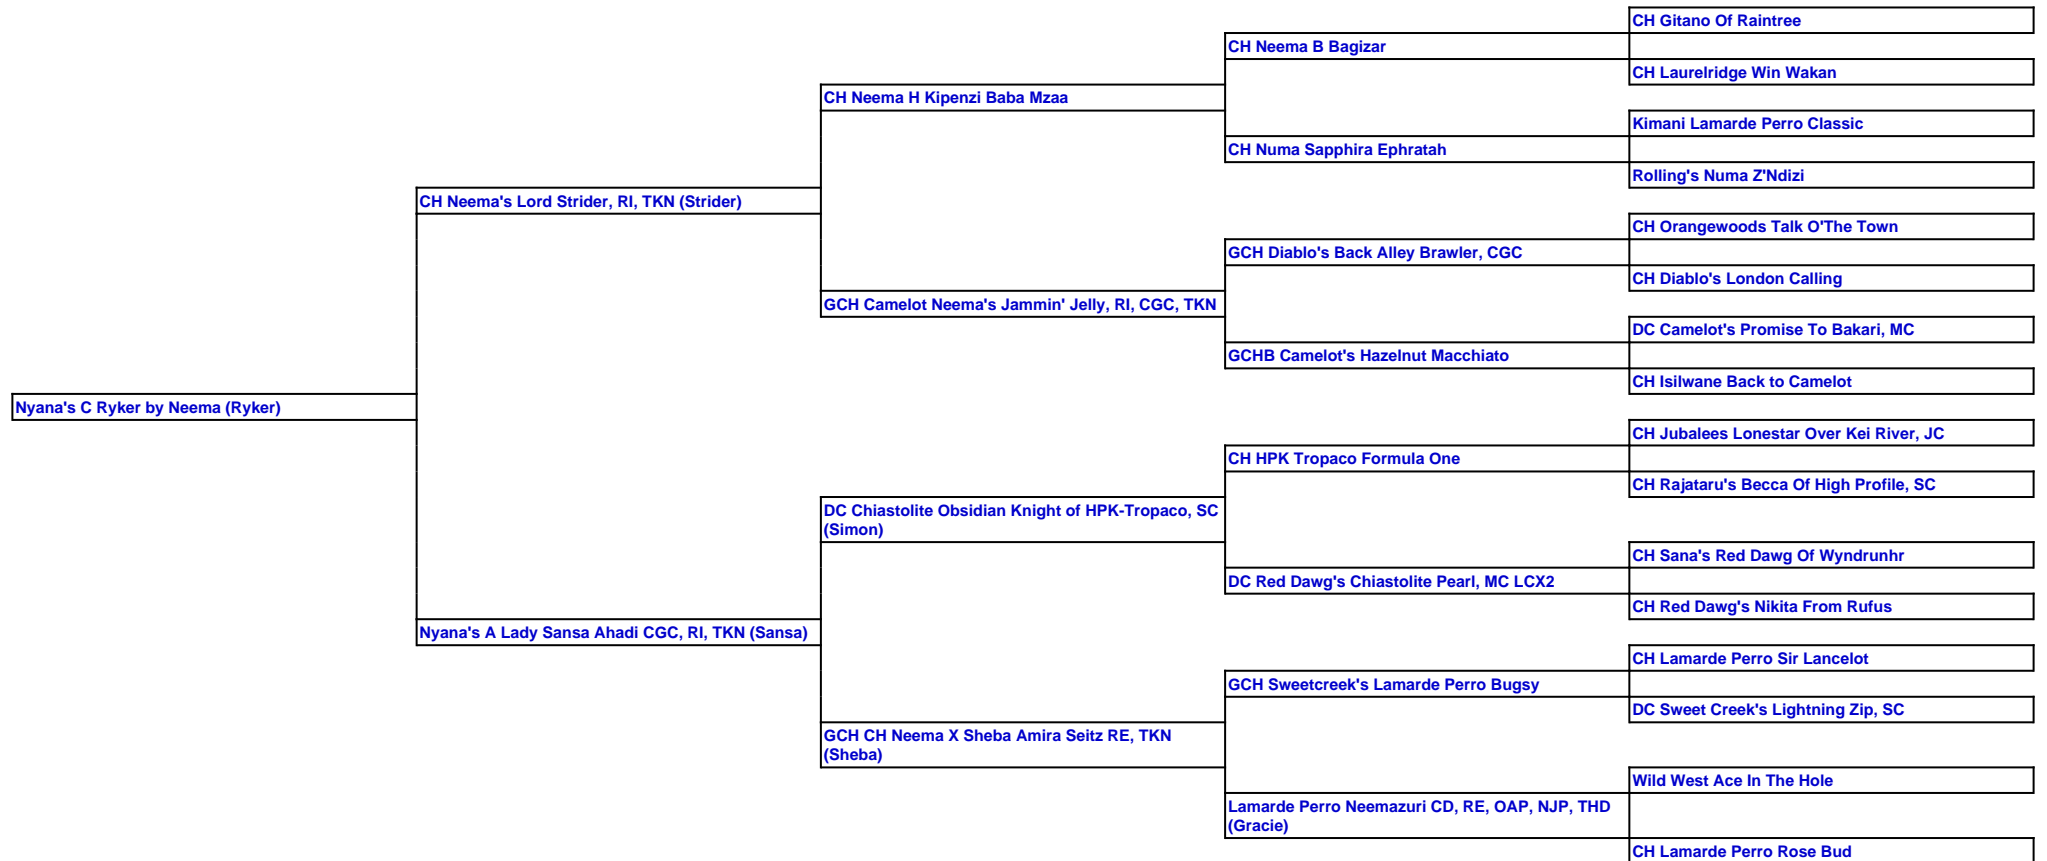 CH Gitano Of Raintree
CH Neema B Bagizar
CH Laurelridge Win Wakan
CH Neema H Kipenzi Baba Mzaa
Kimani Lamarde Perro Classic
CH Numa Sapphira Ephratah
Rolling's Numa Z'Ndizi
CH Neema's Lord Strider, RI, TKN (Strider)
CH Orangewoods Talk O'The Town
GCH Diablo's Back Alley Brawler, CGC
CH Diablo's London Calling
GCH Camelot Neema's Jammin' Jelly, RI, CGC, TKN
DC Camelot's Promise To Bakari, MC
GCHB Camelot's Hazelnut Macchiato
CH Isilwane Back to Camelot
Nyana's C Ryker by Neema (Ryker)
CH Jubalees Lonestar Over Kei River, JC
CH HPK Tropaco Formula One
CH Rajataru's Becca Of High Profile, SC
DC Chiastolite Obsidian Knight of HPK-Tropaco, SC
(Simon)
CH Sana's Red Dawg Of Wyndrunhr
DC Red Dawg's Chiastolite Pearl, MC LCX2
CH Red Dawg's Nikita From Rufus
Nyana's A Lady Sansa Ahadi CGC, RI, TKN (Sansa)
CH Lamarde Perro Sir Lancelot
GCH Sweetcreek's Lamarde Perro Bugsy
DC Sweet Creek's Lightning Zip, SC
GCH CH Neema X Sheba Amira Seitz RE, TKN
(Sheba)
Wild West Ace In The Hole
Lamarde Perro Neemazuri CD, RE, OAP, NJP, THD
(Gracie)
CH Lamarde Perro Rose Bud